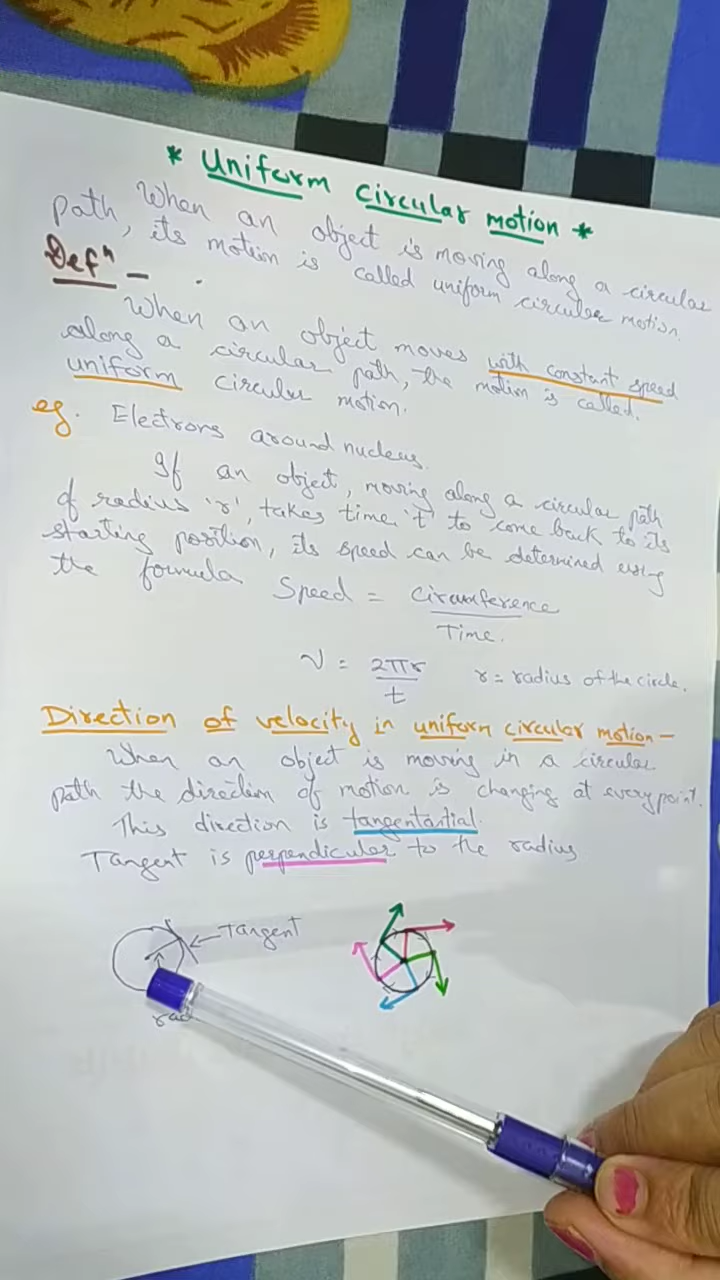 * Uniform Circular motion *
When an object is moving along a circular
path, its motion is called uniform circular motion.
Defⁿ -
When an object moves with constant speed
along a circular path, the motion is called.
uniform circular motion.
eg. Electrons around nucleus.
If an object, moving along a circular path
of radius 'r', takes time 't' to come back to its
starting position, its speed can be determined using
the formula
Speed = Circumference
Time.
V = 2πr
t
r = radius of the circle.
Direction of velocity in uniform circular motion-
When an object is moving in a circular
path the direction of motion is changing at every point.
This direction is tangentantial.
Tangent is perpendicular to the radius
Tangent